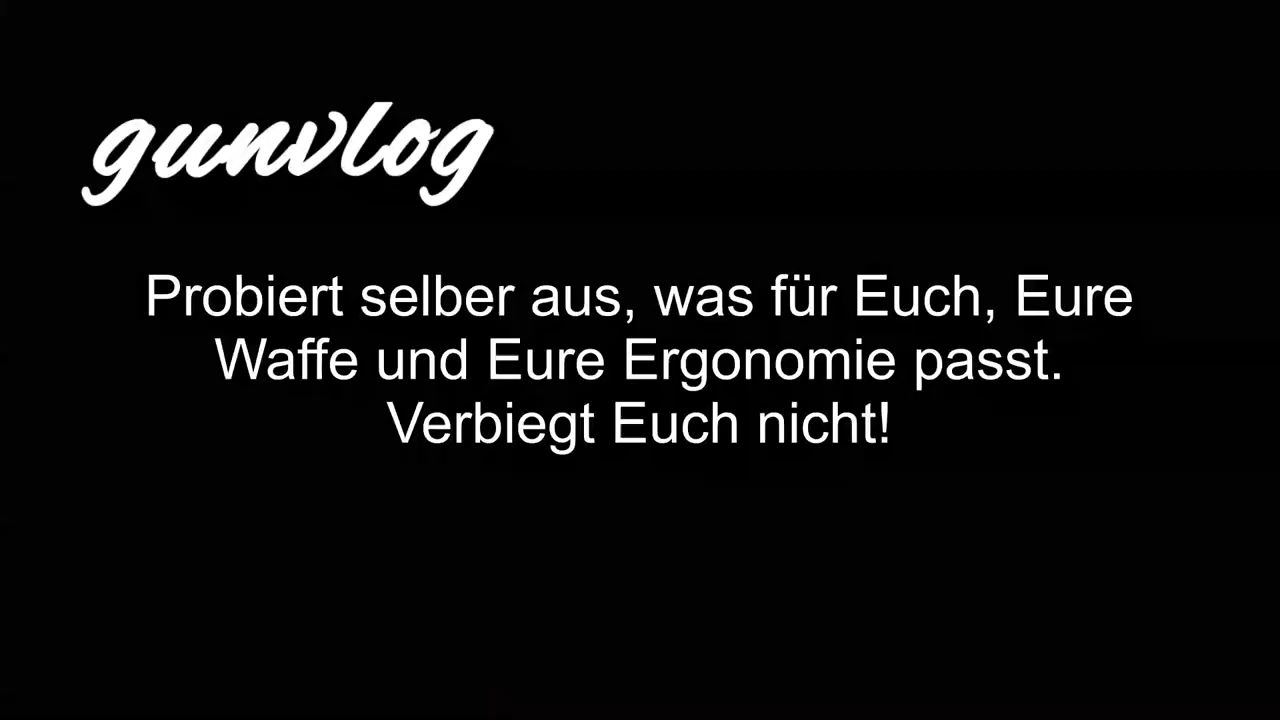 gunvlog
Probiert selber aus, was für Euch, Eure
Waffe und Eure Ergonomie passt.
Verbiegt Euch nicht!